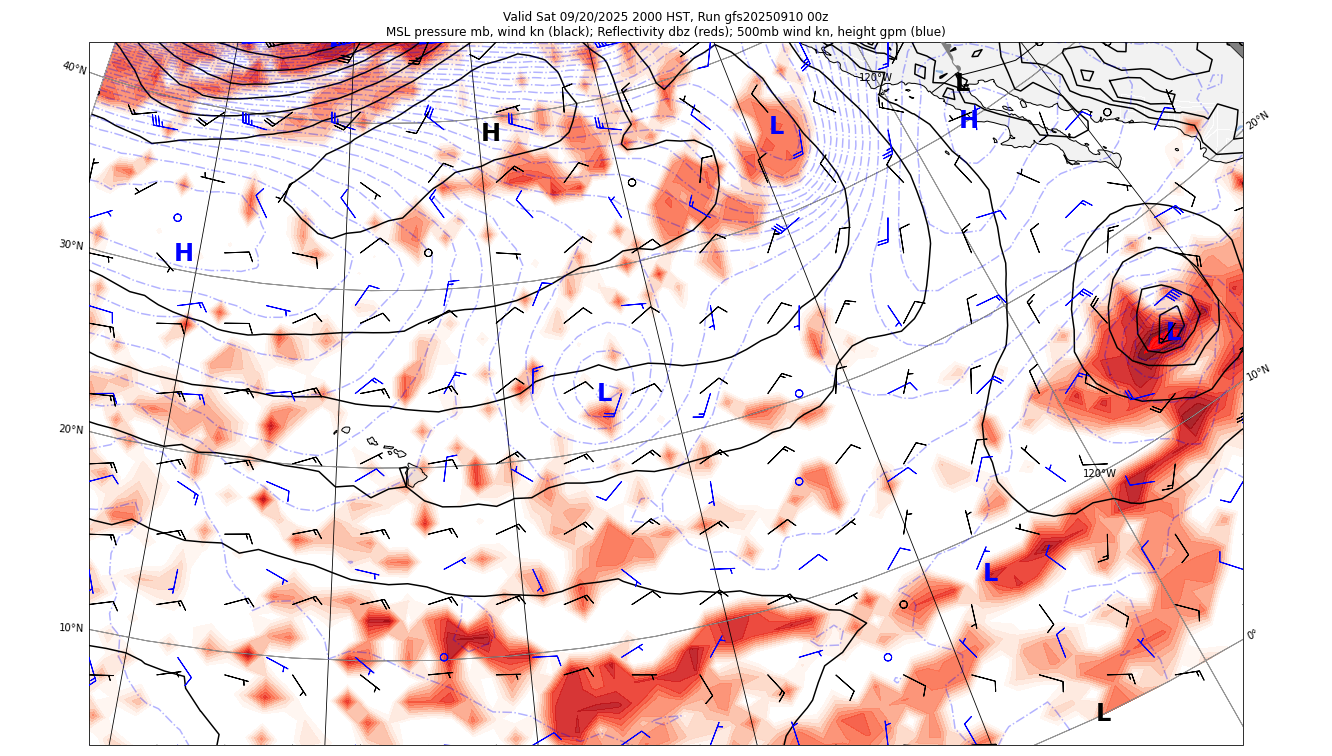 Valid Sat 09/20/2025 2000 HST, Run gfs20250910 00z
MSL pressure mb, wind kn (black); Reflectivity dbz (reds); 500mb wind kn, height gpm (blue)
40°N
120°W
L
L
H
H
20°N
30°N
H
L
10°N
L
20°N
120°W
L
10°N
0°
L